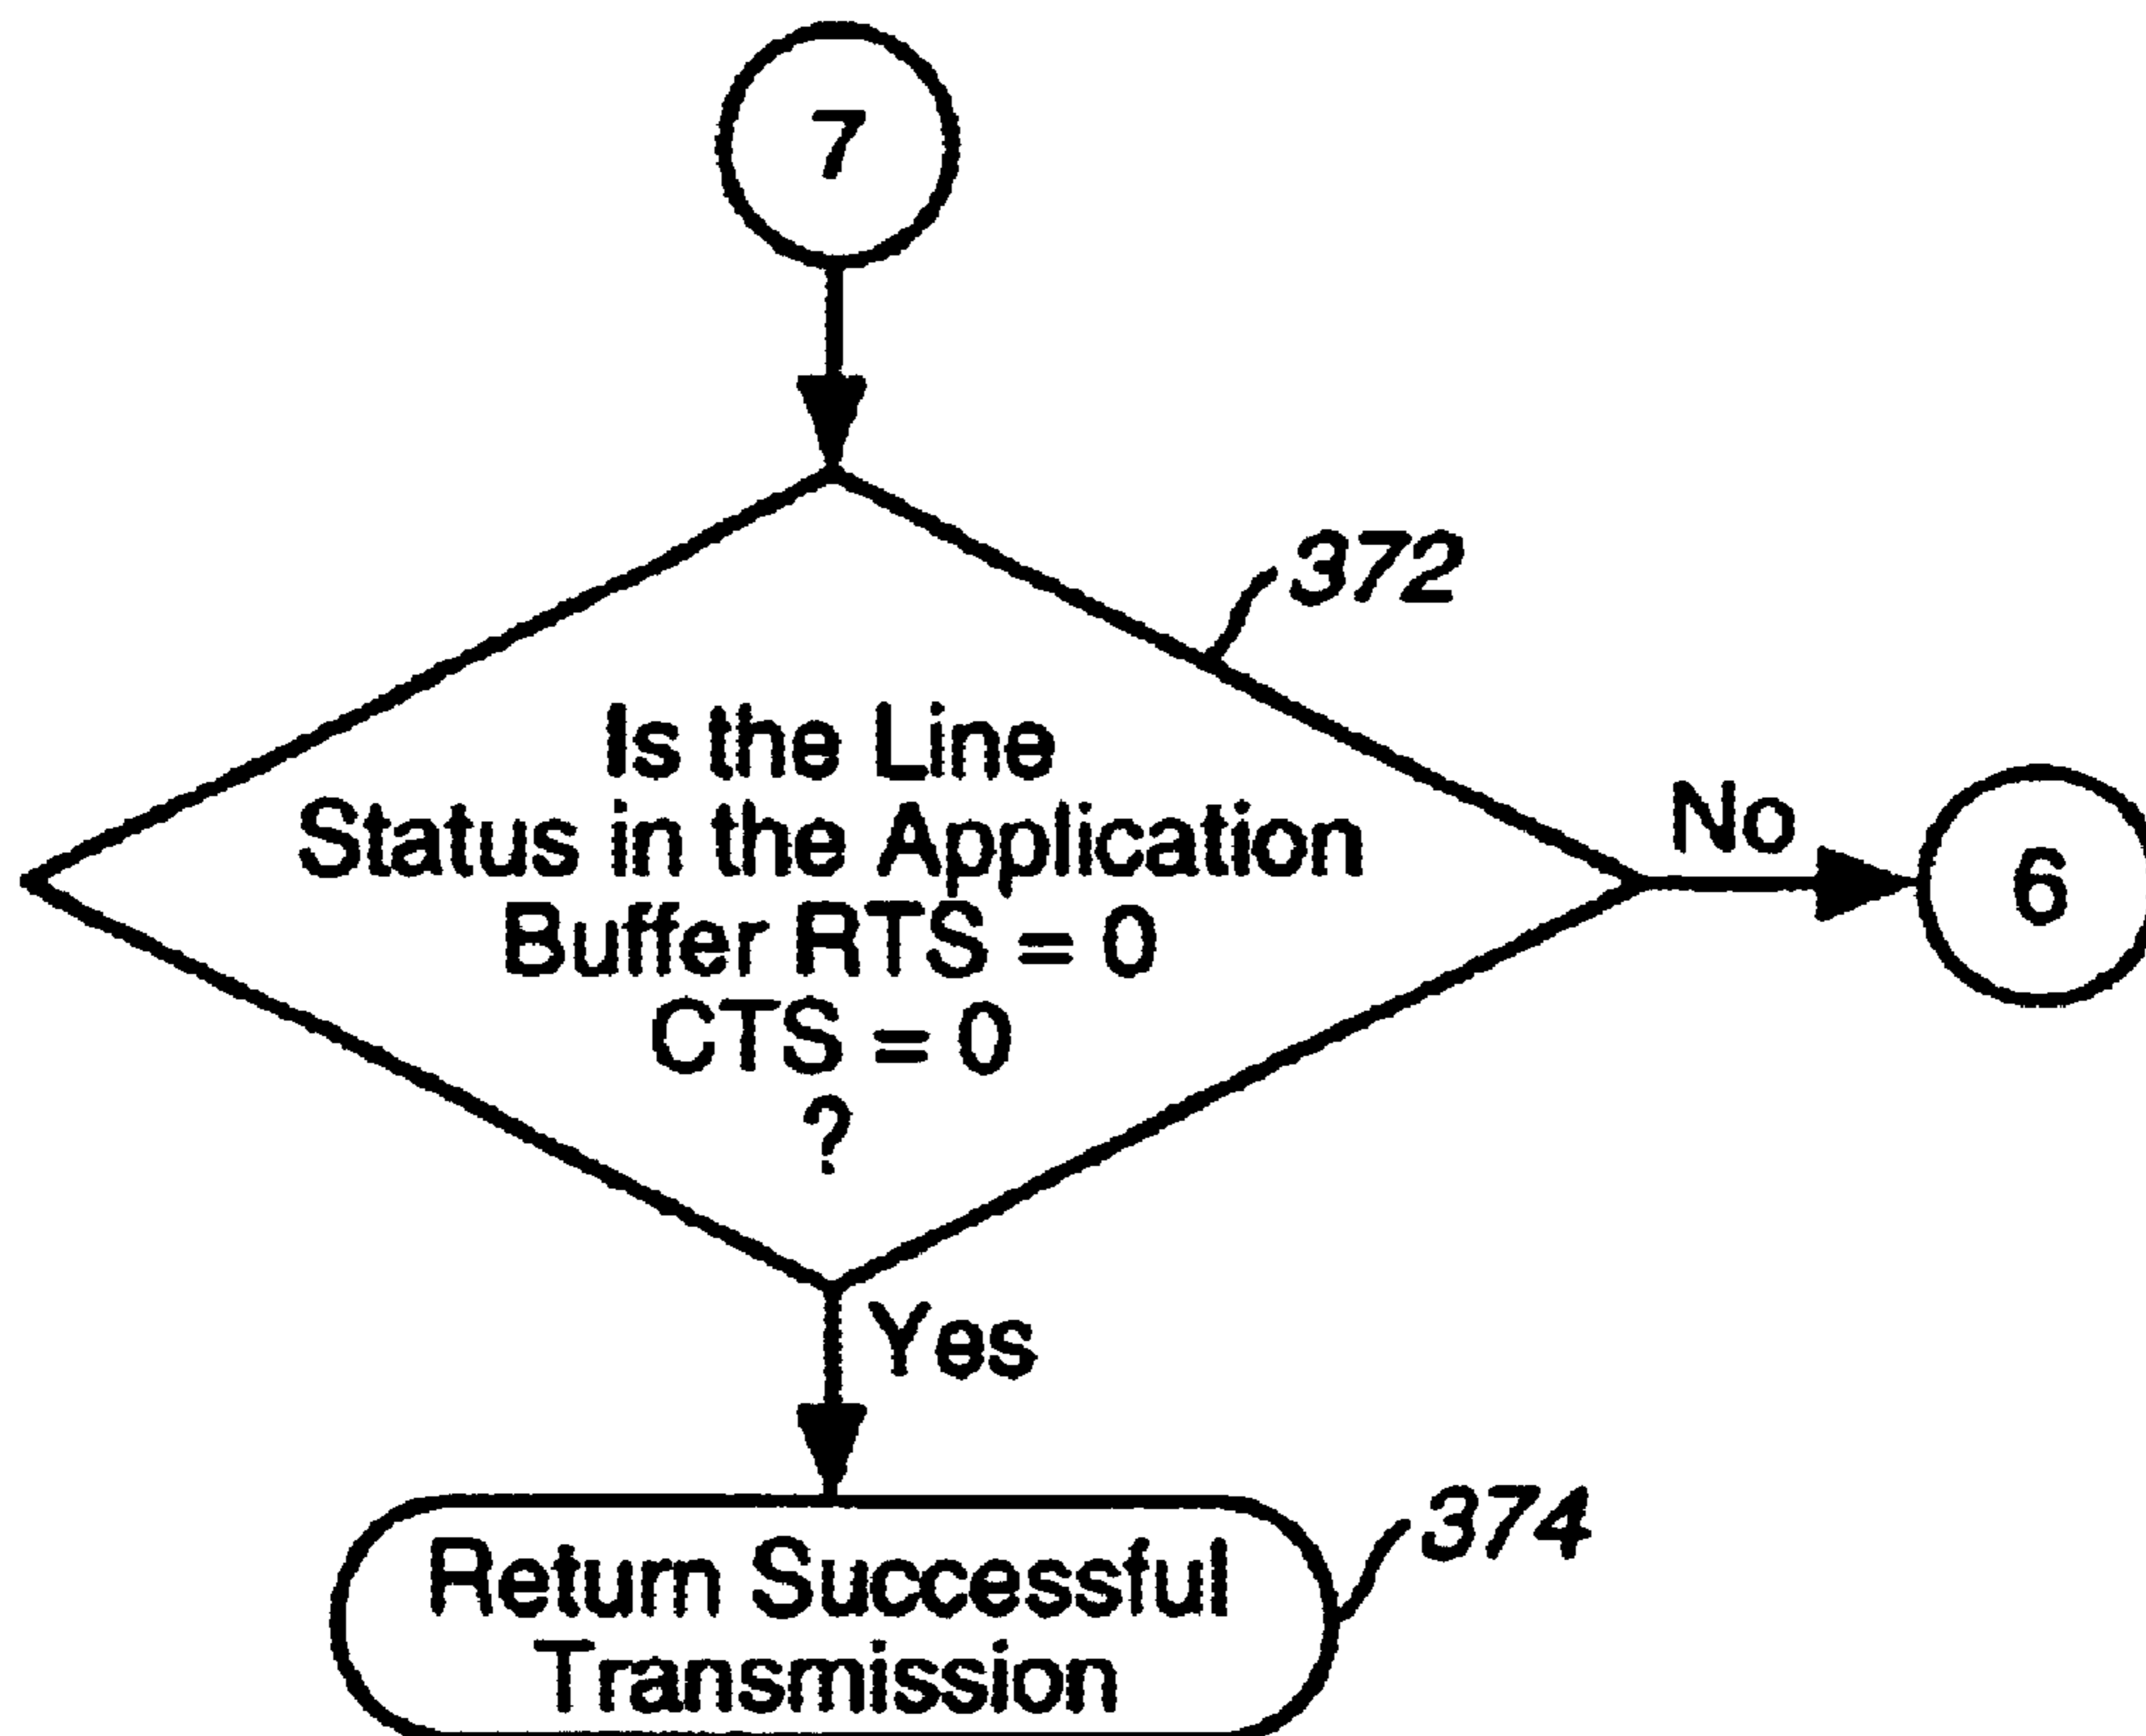 7
372
Is the Line
Status in the Application
Buffer RTS = 0
CTS = 0
?
No
6
Yes
374
Return Successful
Transmission